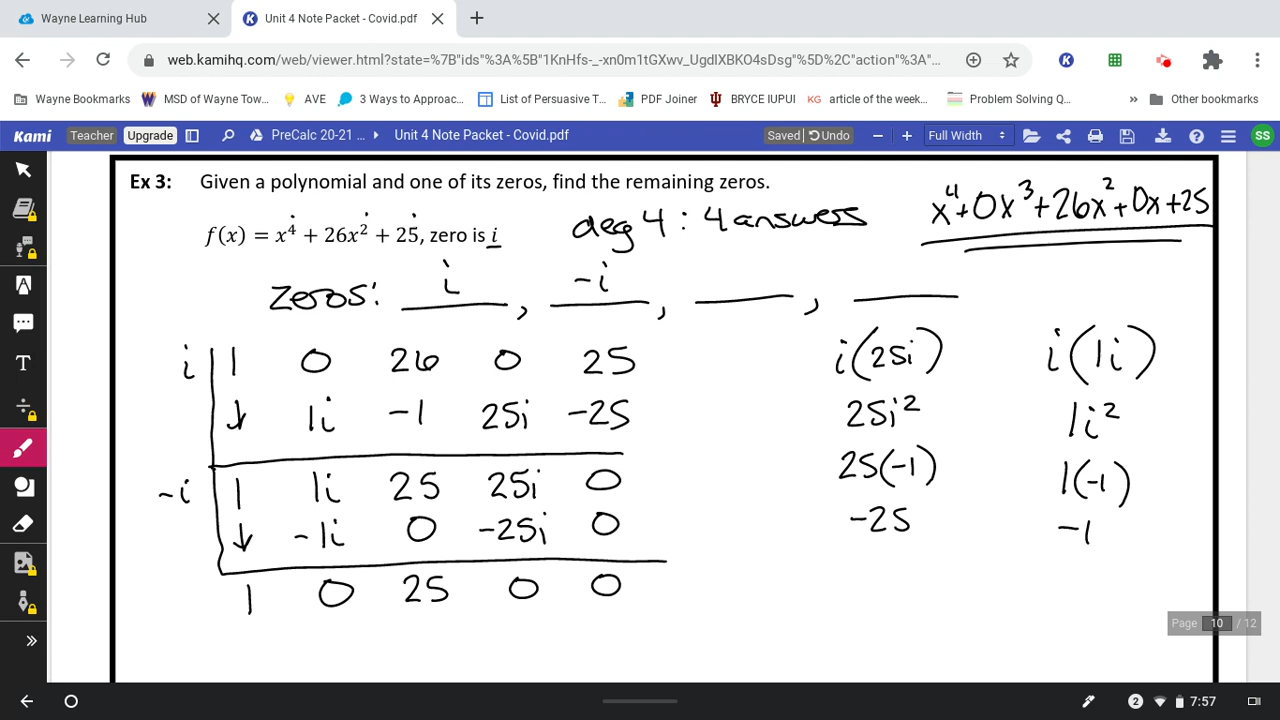 Wayne Learning Hub
Unit 4 Note Packet - Covid.pdf
web.kamihq.com/web/viewer.html?state=%7B"ids"%3A%5B"1KnHfs-_-xn0m1tGXwv_UgdIXBKO4sDsg"%5D%2C"action"%3A"...
Wayne Bookmarks
MSD of Wayne Tow...
AVE
3 Ways to Approac...
List of Persuasive T...
PDF Joiner
BRYCE IUPUI
KG article of the week...
Problem Solving Q...
» Other bookmarks
Kami Teacher Upgrade PreCalc 20-21 ... Unit 4 Note Packet - Covid.pdf Saved Undo Full Width SS
Ex 3: Given a polynomial and one of its zeros, find the remaining zeros.
x⁴+0x³+26x²+0x+25
f(x) = x⁴ + 26x² + 25, zero is i
deg 4 : 4 answers
zeros: i , -i , ,
i 1 0 26 0 25
↓ 1i -1 25i -25
-i 1 1i 25 25i 0
↓ -1i 0 -25i 0
1 0 25 0 0
i(25i)
25i²
25(-1)
-25
i(1i)
1i²
1(-1)
-1
Page 10 / 12
2 7:57